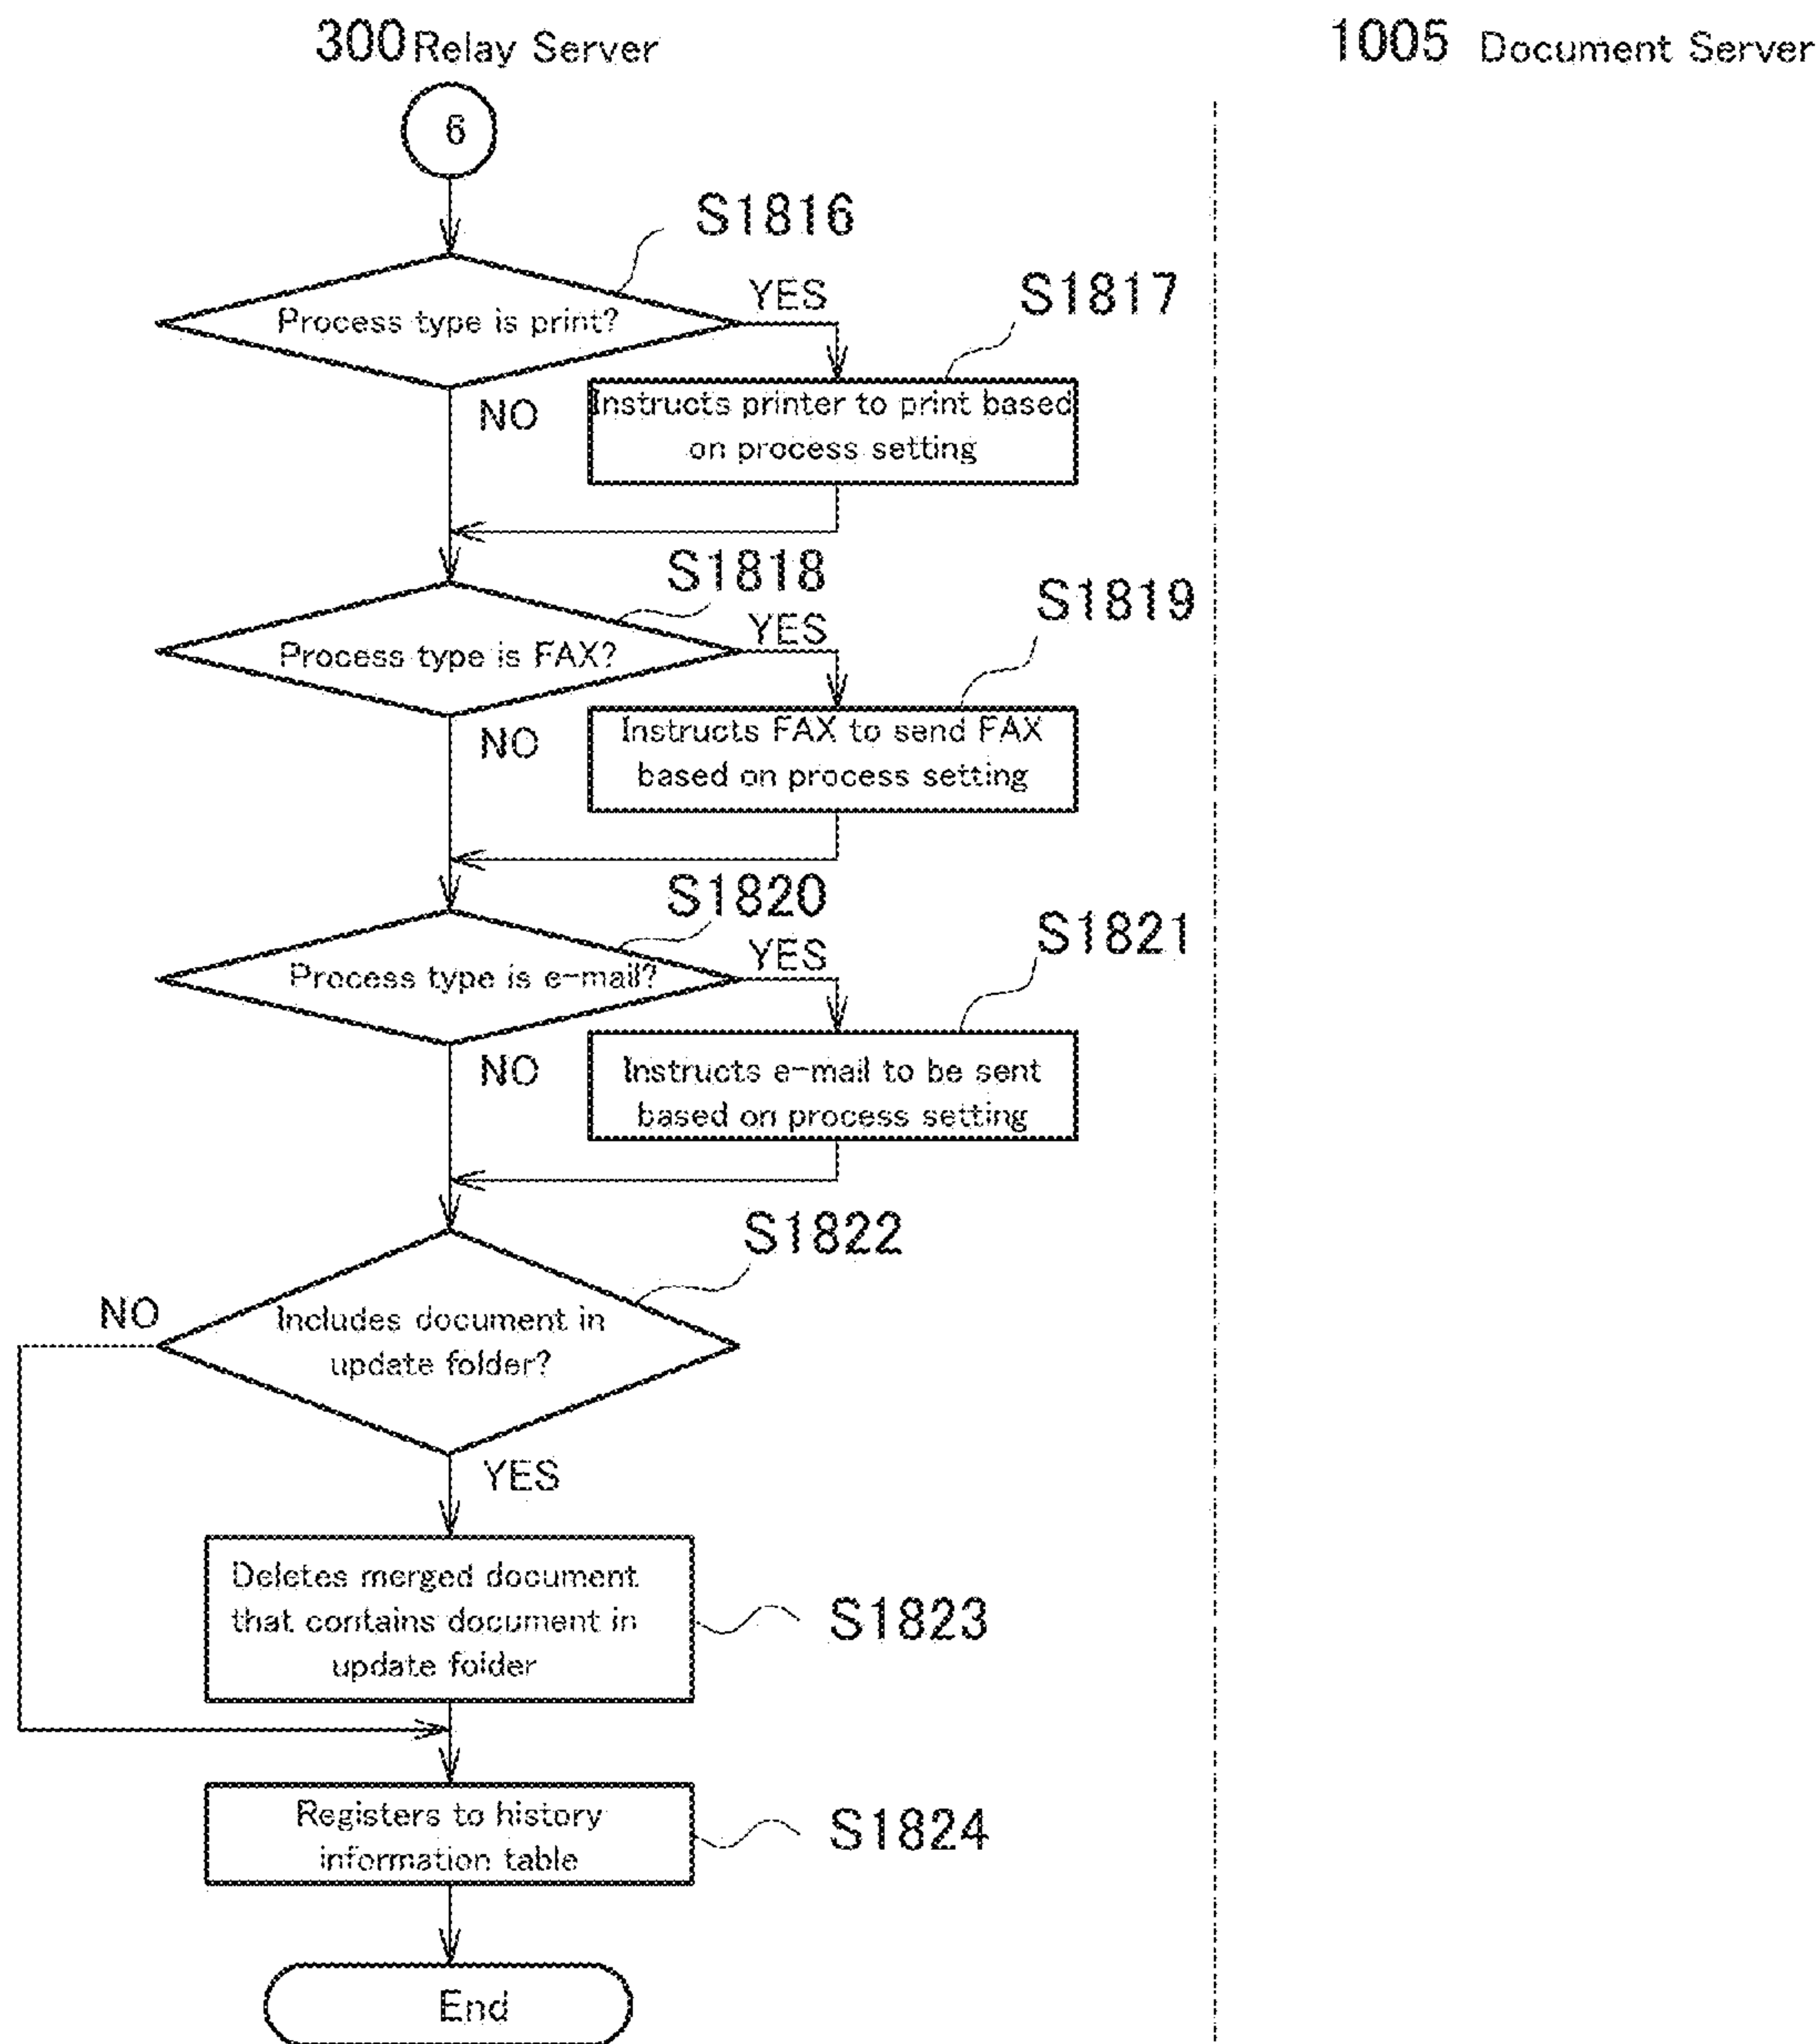 300 Relay Server
1005 Document Server
6
S1816
Process type is print?
YES
S1817
NO
Instructs printer to print based
on process setting
S1818
Process type is FAX?
YES
S1819
NO
Instructs FAX to send FAX
based on process setting
S1820
Process type is e-mail?
YES
S1821
NO
Instructs e-mail to be sent
based on process setting
S1822
NO
Includes document in
update folder?
YES
Deletes merged document
that contains document in
update folder
S1823
Registers to history
information table
S1824
End